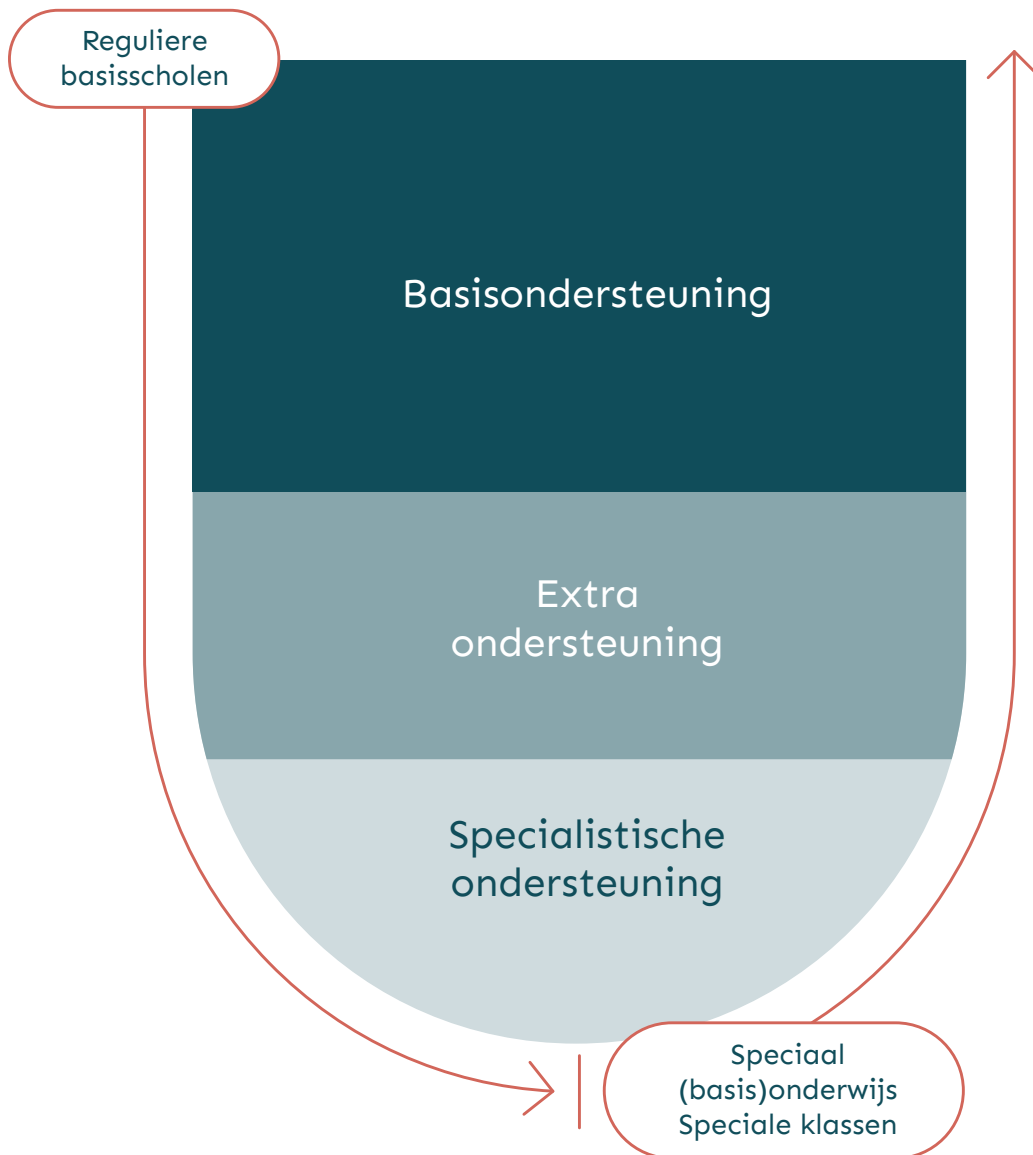 Reguliere
basisscholen
Basisondersteuning
Extra
ondersteuning
Specialistische
ondersteuning
Speciaal
(basis)onderwijs
Speciale klassen